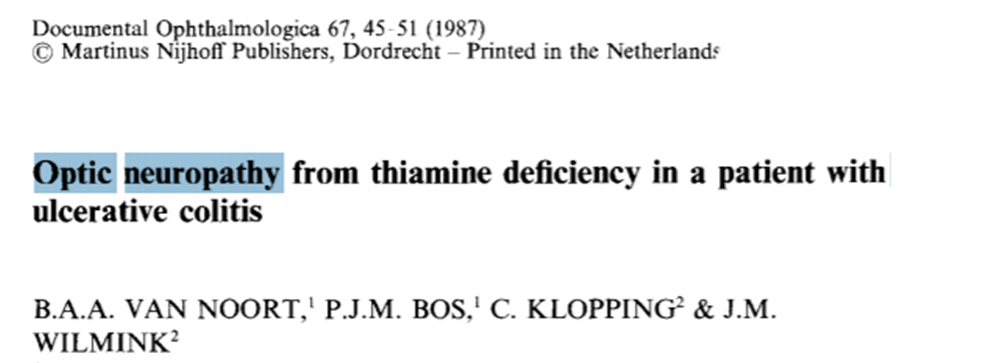 Documental Ophthalmologica 67, 45-51 (1987)
© Martinus Nijhoff Publishers, Dordrecht – Printed in the Netherlands
Optic neuropathy from thiamine deficiency in a patient with
ulcerative colitis
B.A.A. VAN NOORT,¹ P.J.M. BOS,¹ C. KLOPPING² & J.M.
WILMINK²